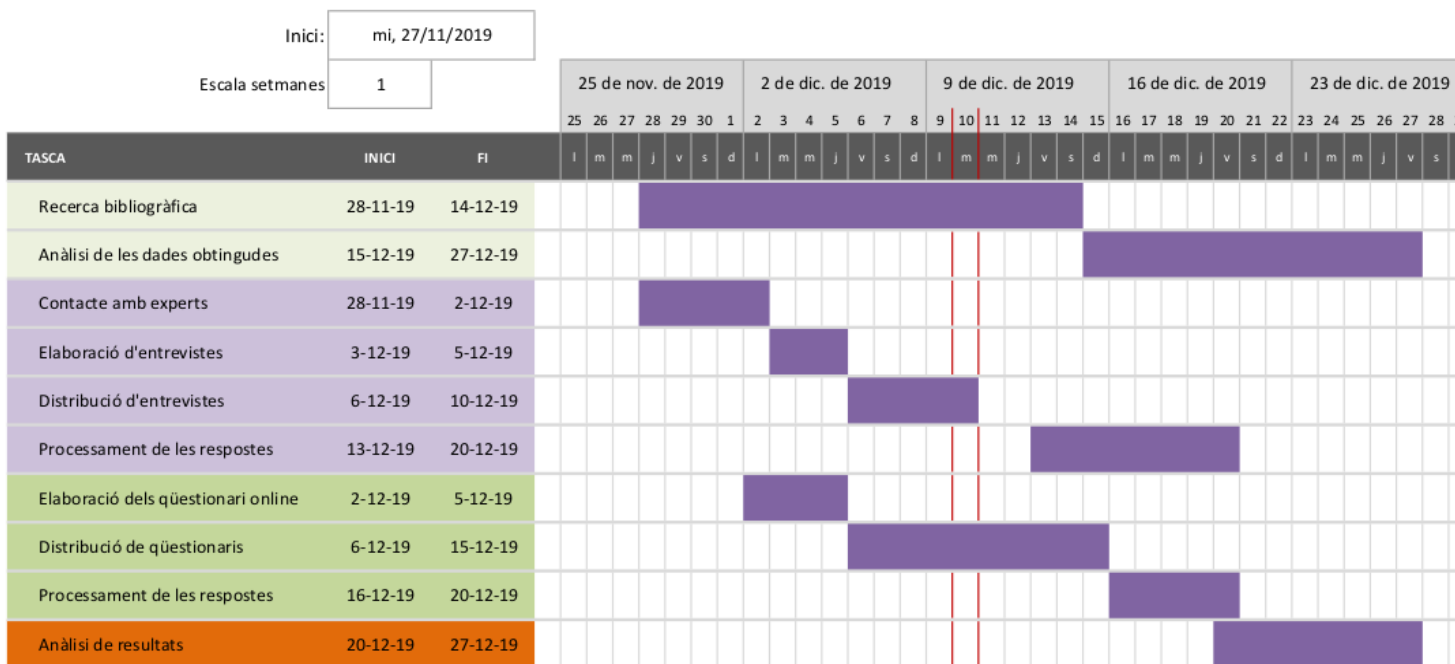 Inici: mi, 27/11/2019
Escala setmanes 1
25 de nov. de 2019 2 de dic. de 2019 9 de dic. de 2019 16 de dic. de 2019 23 de dic. de 2019
25 26 27 28 29 30 1 2 3 4 5 6 7 8 9 10 11 12 13 14 15 16 17 18 19 20 21 22 23 24 25 26 27 28
TASCA INICI FI l m m j v s d l m m j v s d l m m j v s d l m m j v s d l m m j v s
Recerca bibliogràfica 28-11-19 14-12-19
Anàlisi de les dades obtingudes 15-12-19 27-12-19
Contacte amb experts 28-11-19 2-12-19
Elaboració d'entrevistes 3-12-19 5-12-19
Distribució d'entrevistes 6-12-19 10-12-19
Processament de les respostes 13-12-19 20-12-19
Elaboració dels qüestionari online 2-12-19 5-12-19
Distribució de qüestionaris 6-12-19 15-12-19
Processament de les respostes 16-12-19 20-12-19
Anàlisi de resultats 20-12-19 27-12-19